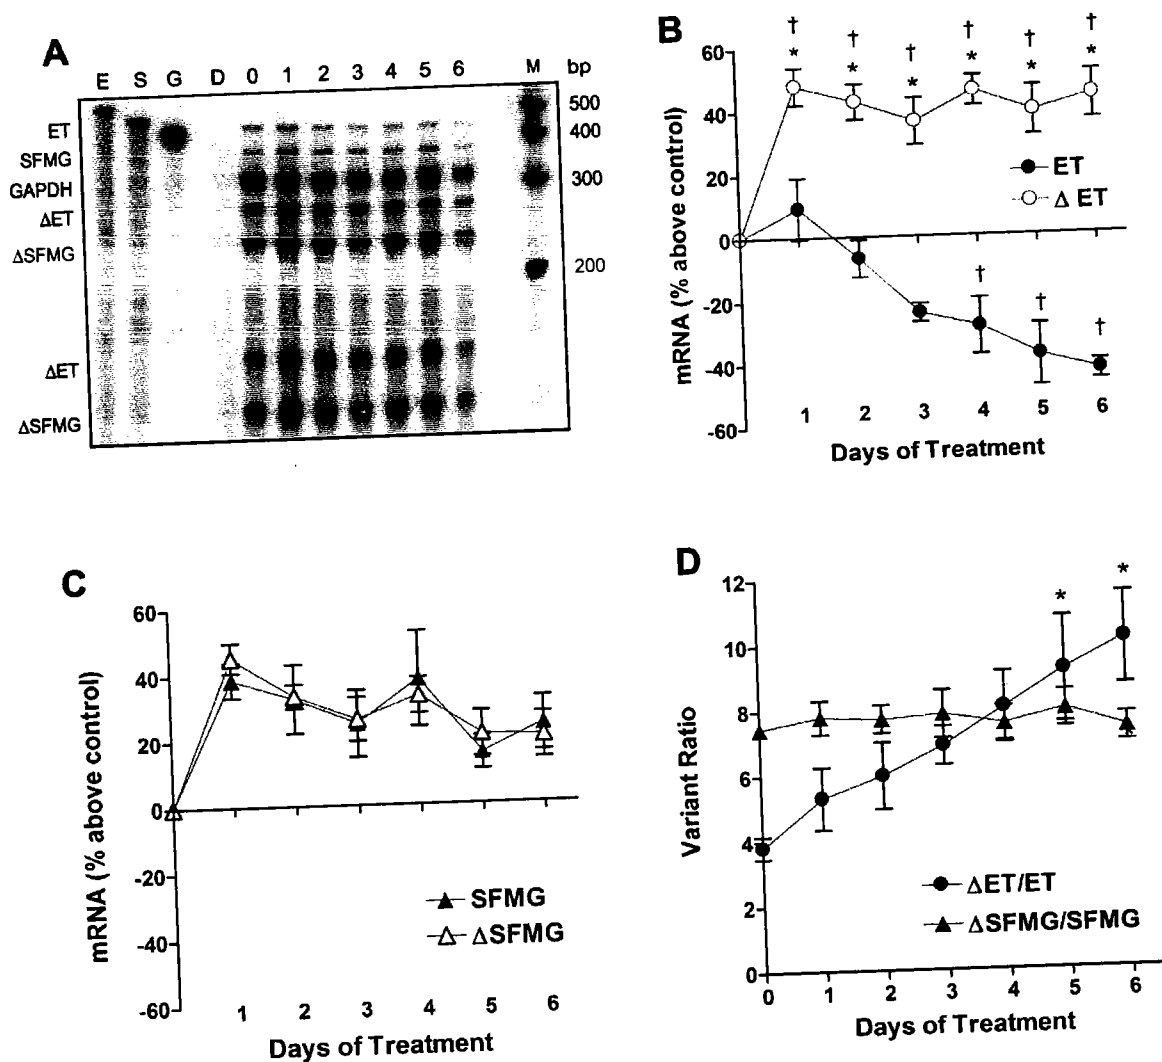 A
E S G D 0 1 2 3 4 5 6 M bp
ET
SFMG
GAPDH
ΔET
ΔSFMG
ΔET
ΔSFMG
500
400
300
200
B
mRNA (% above control)
60
40
20
0
-20
-40
-60
† † † † † †
* * * * * *
ET
Δ ET
† † †
1 2 3 4 5 6
Days of Treatment
C
mRNA (% above control)
60
40
20
0
-20
-40
-60
SFMG
ΔSFMG
1 2 3 4 5 6
Days of Treatment
D
Variant Ratio
12
10
8
6
4
2
0
* *
ΔET/ET
ΔSFMG/SFMG
0 1 2 3 4 5 6
Days of Treatment